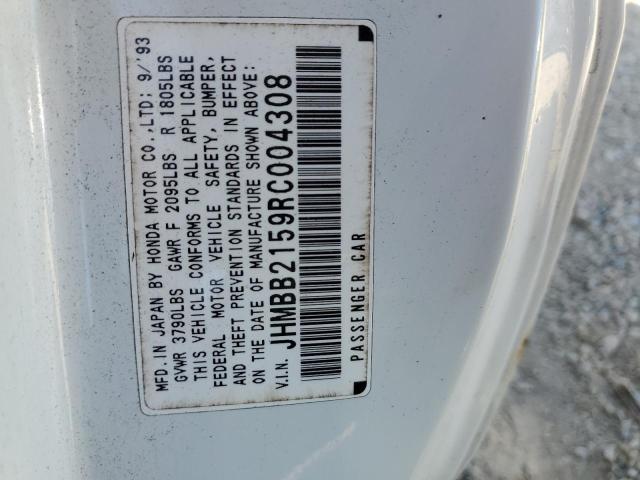 MFD. IN JAPAN BY HONDA MOTOR CO.,LTD: 9/'93
GVWR 3790LBS GAWR F 2095LBS R 1805LBS
THIS VEHICLE CONFORMS TO ALL APPLICABLE
FEDERAL MOTOR VEHICLE SAFETY, BUMPER,
AND THEFT PREVENTION STANDARDS IN EFFECT
ON THE DATE OF MANUFACTURE SHOWN ABOVE:
V.I.N. JHMBB2159RC004308
PASSENGER CAR